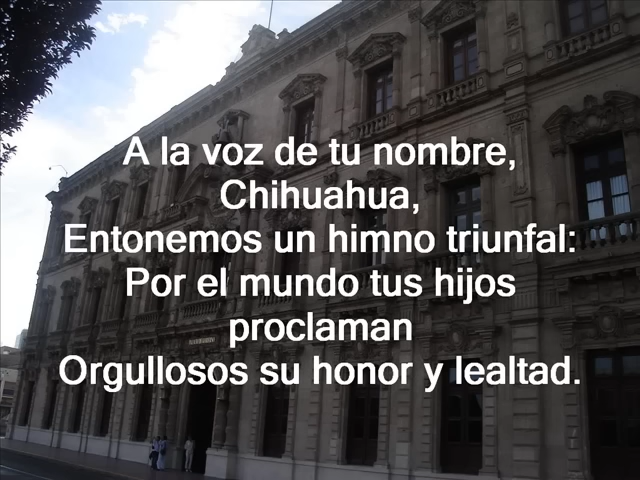 A la voz de tu nombre,
Chihuahua,
Entonemos un himno triunfal:
Por el mundo tus hijos
proclaman
Orgullosos su honor y lealtad.